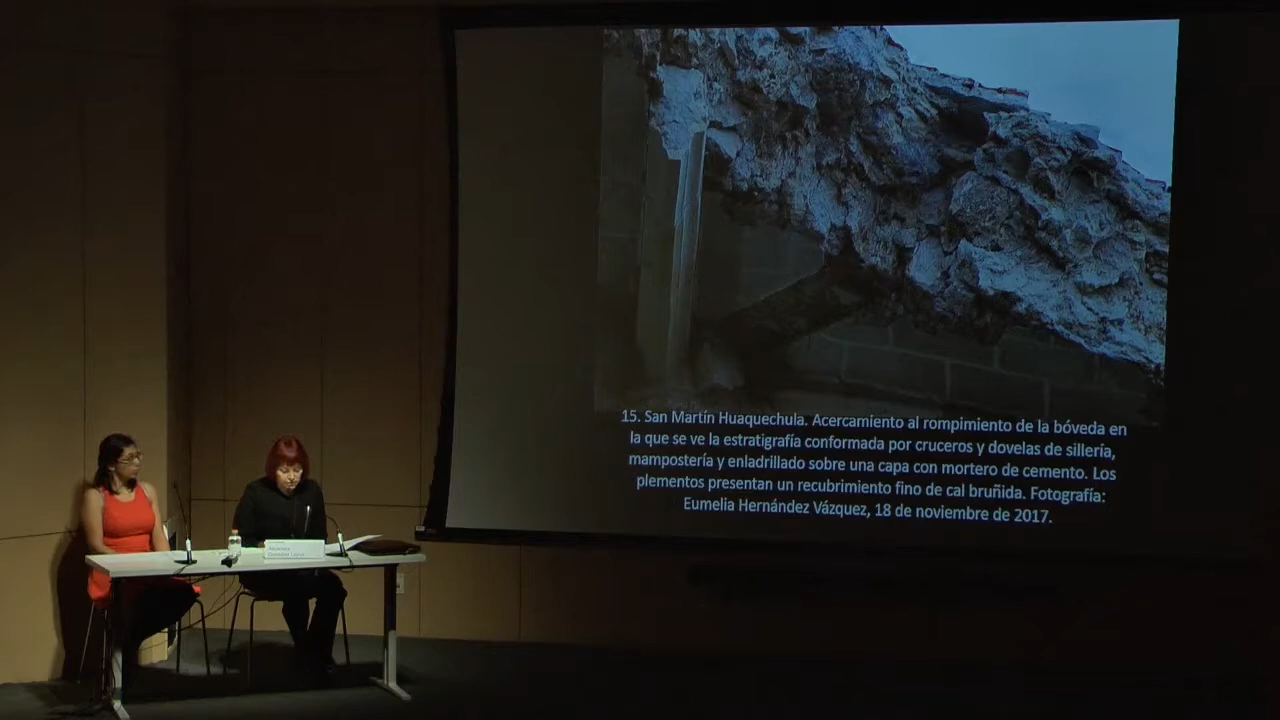 15. San Martín Huaquechula. Acercamiento al rompimiento de la bóveda en
la que se ve la estratigrafía conformada por cruceros y dovelas de sillería,
mampostería y enladrillado sobre una capa con mortero de cemento. Los
plementos presentan un recubrimiento fino de cal bruñida. Fotografía:
Eumelia Hernández Vázquez, 18 de noviembre de 2017.